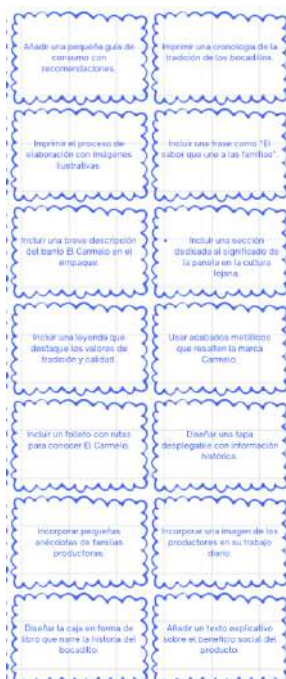 Añadir una pequeña guía de
consumo con
recomendaciones.
Imprimir una cronología de la
tradición de los bocadillos.
Imprimir el proceso de
elaboración con imágenes
ilustrativas.
Incluir una frase como "El
sabor que une a las familias".
Incluir una breve descripción
del barrio El Carmelo en el
empaque.
• Incluir una sección
dedicada al significado de
la panela en la cultura
lojana.
Incluir una leyenda que
destaque los valores de
tradición y calidad.
Usar acabados metálicos
que resalten la marca
Carmelo.
Incluir un folleto con rutas
para conocer El Carmelo.
Diseñar una tapa
desplegable con información
histórica.
Incorporar pequeñas
anécdotas de familias
productoras.
Incorporar una imagen de los
productores en su trabajo
diario.
Diseñar la caja en forma de
libro que narre la historia del
bocadillo.
Añadir un texto explicativo
sobre el beneficio social del
producto.